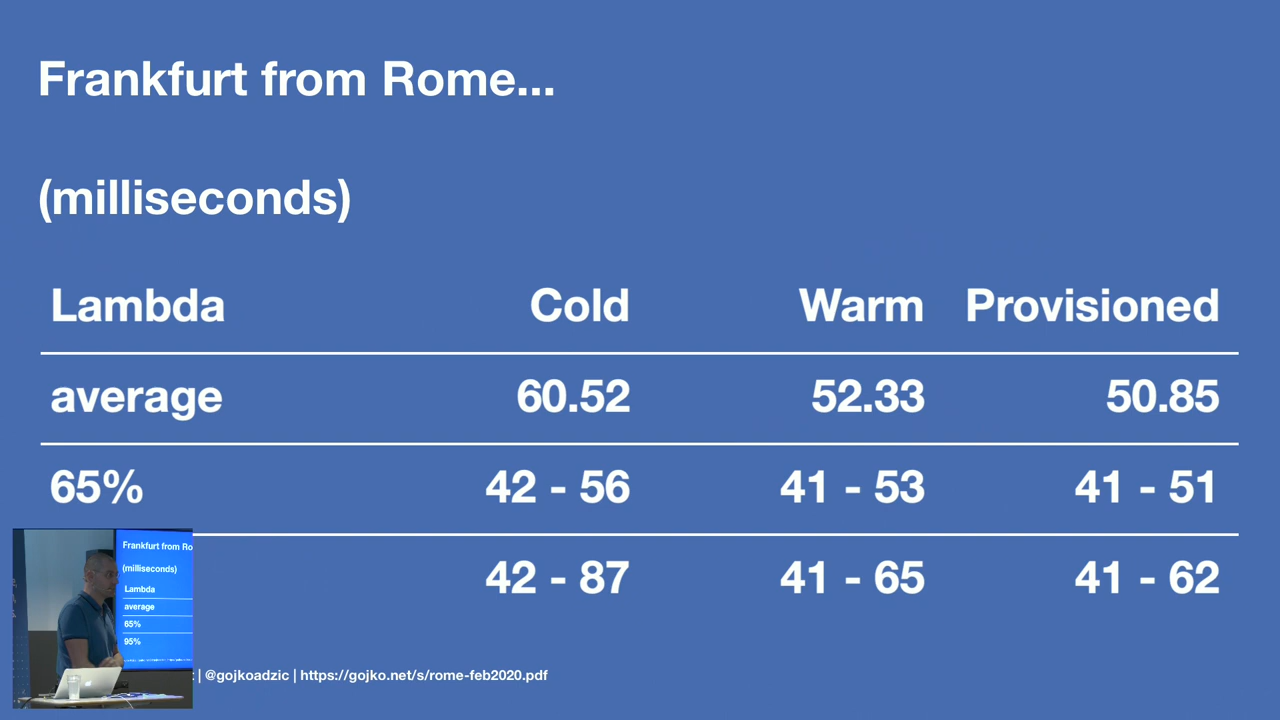 Frankfurt from Rome...
(milliseconds)
Lambda Cold Warm Provisioned
average 60.52 52.33 50.85
65% 42 - 56 41 - 53 41 - 51
42 - 87 41 - 65 41 - 62
| @gojkoadzic | https://gojko.net/s/rome-feb2020.pdf
Frankfurt from Ro
(milliseconds)
Lambda
average
65%
95%